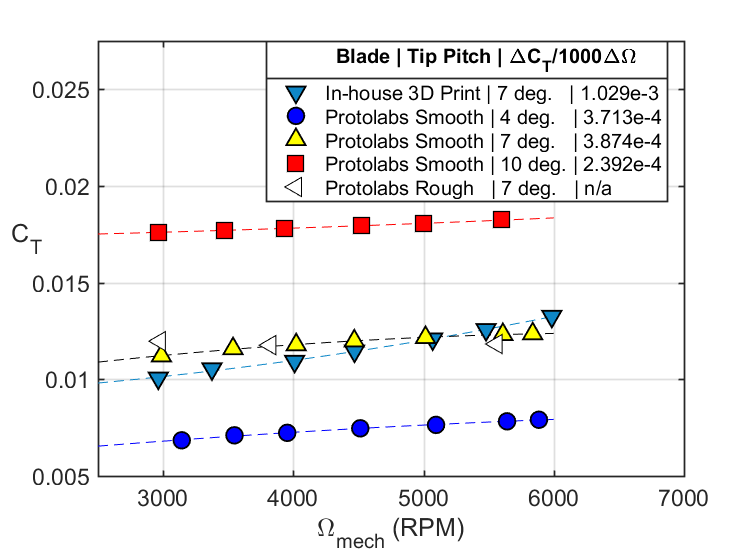 Blade | Tip Pitch | ΔC_T/1000ΔΩ
In-house 3D Print | 7 deg. | 1.029e-3
Protolabs Smooth | 4 deg. | 3.713e-4
Protolabs Smooth | 7 deg. | 3.874e-4
Protolabs Smooth | 10 deg. | 2.392e-4
Protolabs Rough | 7 deg. | n/a
0.025
0.02
C_T
0.015
0.01
0.005
3000 4000 5000 6000 7000
Ω_mech (RPM)